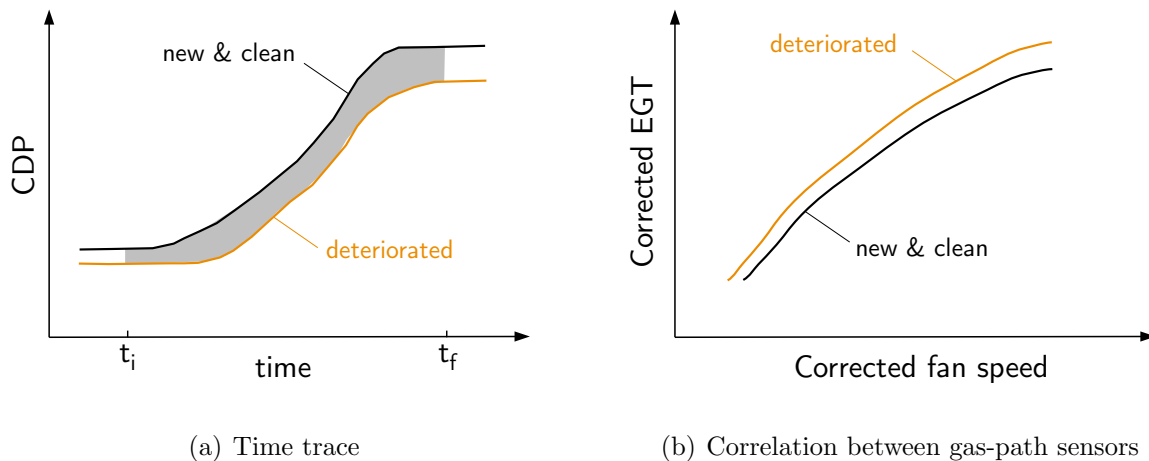 new & clean
CDP
deteriorated
t_i
time
t_f
(a) Time trace
deteriorated
Corrected EGT
new & clean
Corrected fan speed
(b) Correlation between gas-path sensors